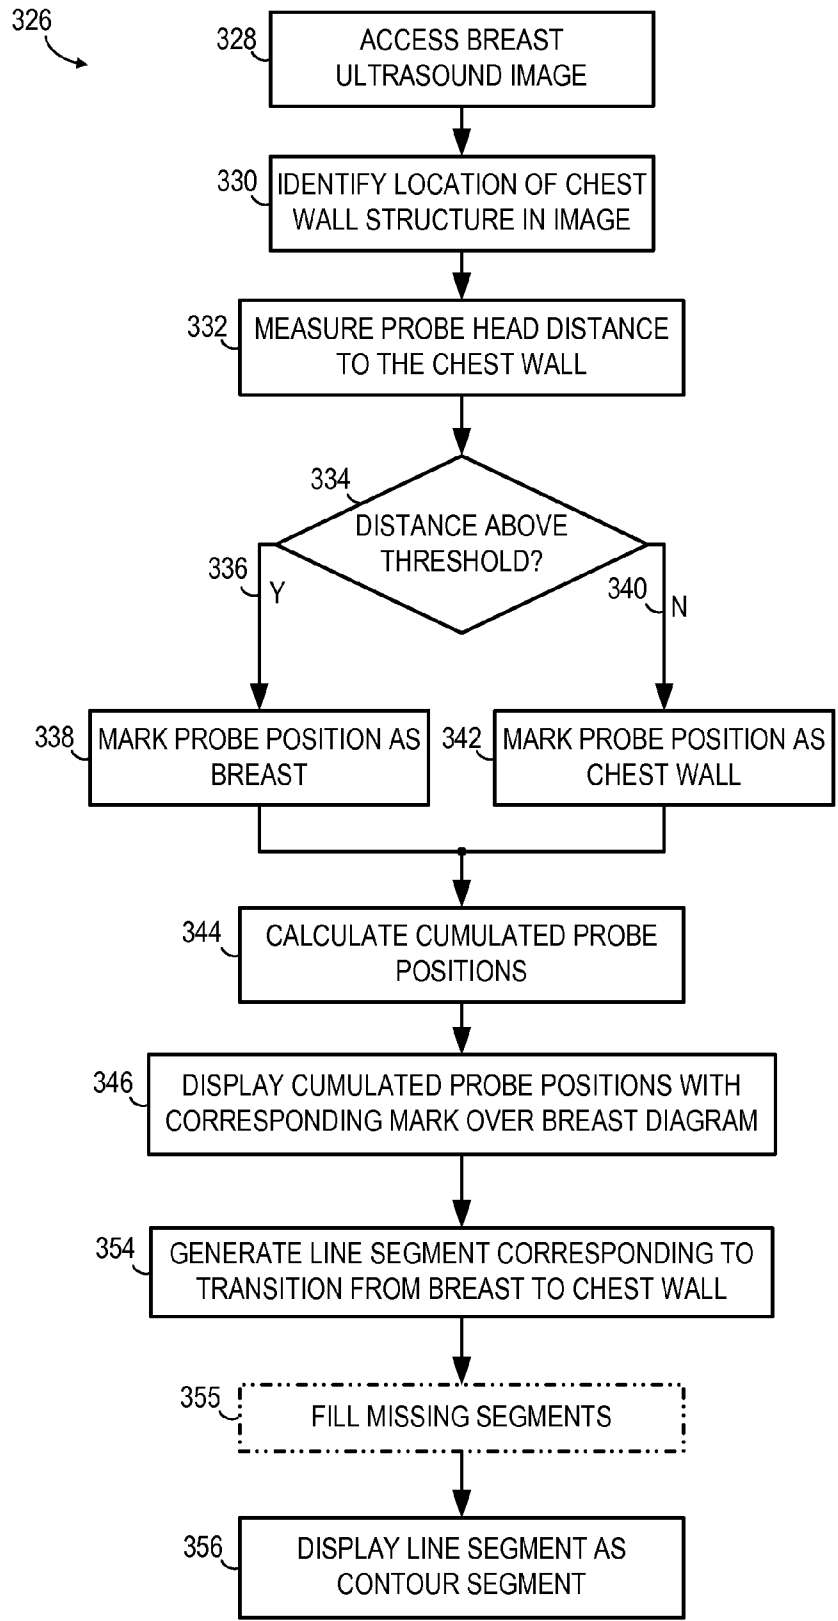 326
328
ACCESS BREAST
ULTRASOUND IMAGE
330
IDENTIFY LOCATION OF CHEST
WALL STRUCTURE IN IMAGE
332
MEASURE PROBE HEAD DISTANCE
TO THE CHEST WALL
334
DISTANCE ABOVE
THRESHOLD?
336
Y
340
N
338
MARK PROBE POSITION AS
BREAST
342
MARK PROBE POSITION AS
CHEST WALL
344
CALCULATE CUMULATED PROBE
POSITIONS
346
DISPLAY CUMULATED PROBE POSITIONS WITH
CORRESPONDING MARK OVER BREAST DIAGRAM
354
GENERATE LINE SEGMENT CORRESPONDING TO
TRANSITION FROM BREAST TO CHEST WALL
355
FILL MISSING SEGMENTS
356
DISPLAY LINE SEGMENT AS
CONTOUR SEGMENT